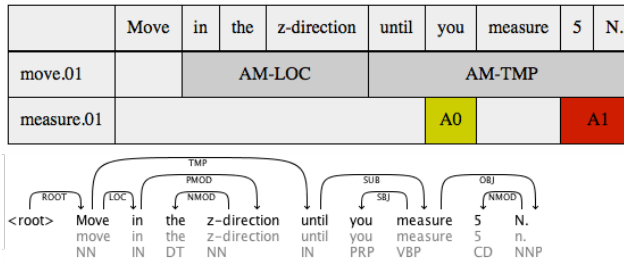 Move in the z-direction until you measure 5 N.
move.01 AM-LOC AM-TMP
measure.01 A0 A1
TMP
PMOD SUB OBJ
ROOT LOC NMOD SBJ NMOD
<root> Move in the z-direction until you measure 5 N.
move in the z-direction until you measure 5 n.
NN IN DT NN IN PRP VBP CD NNP